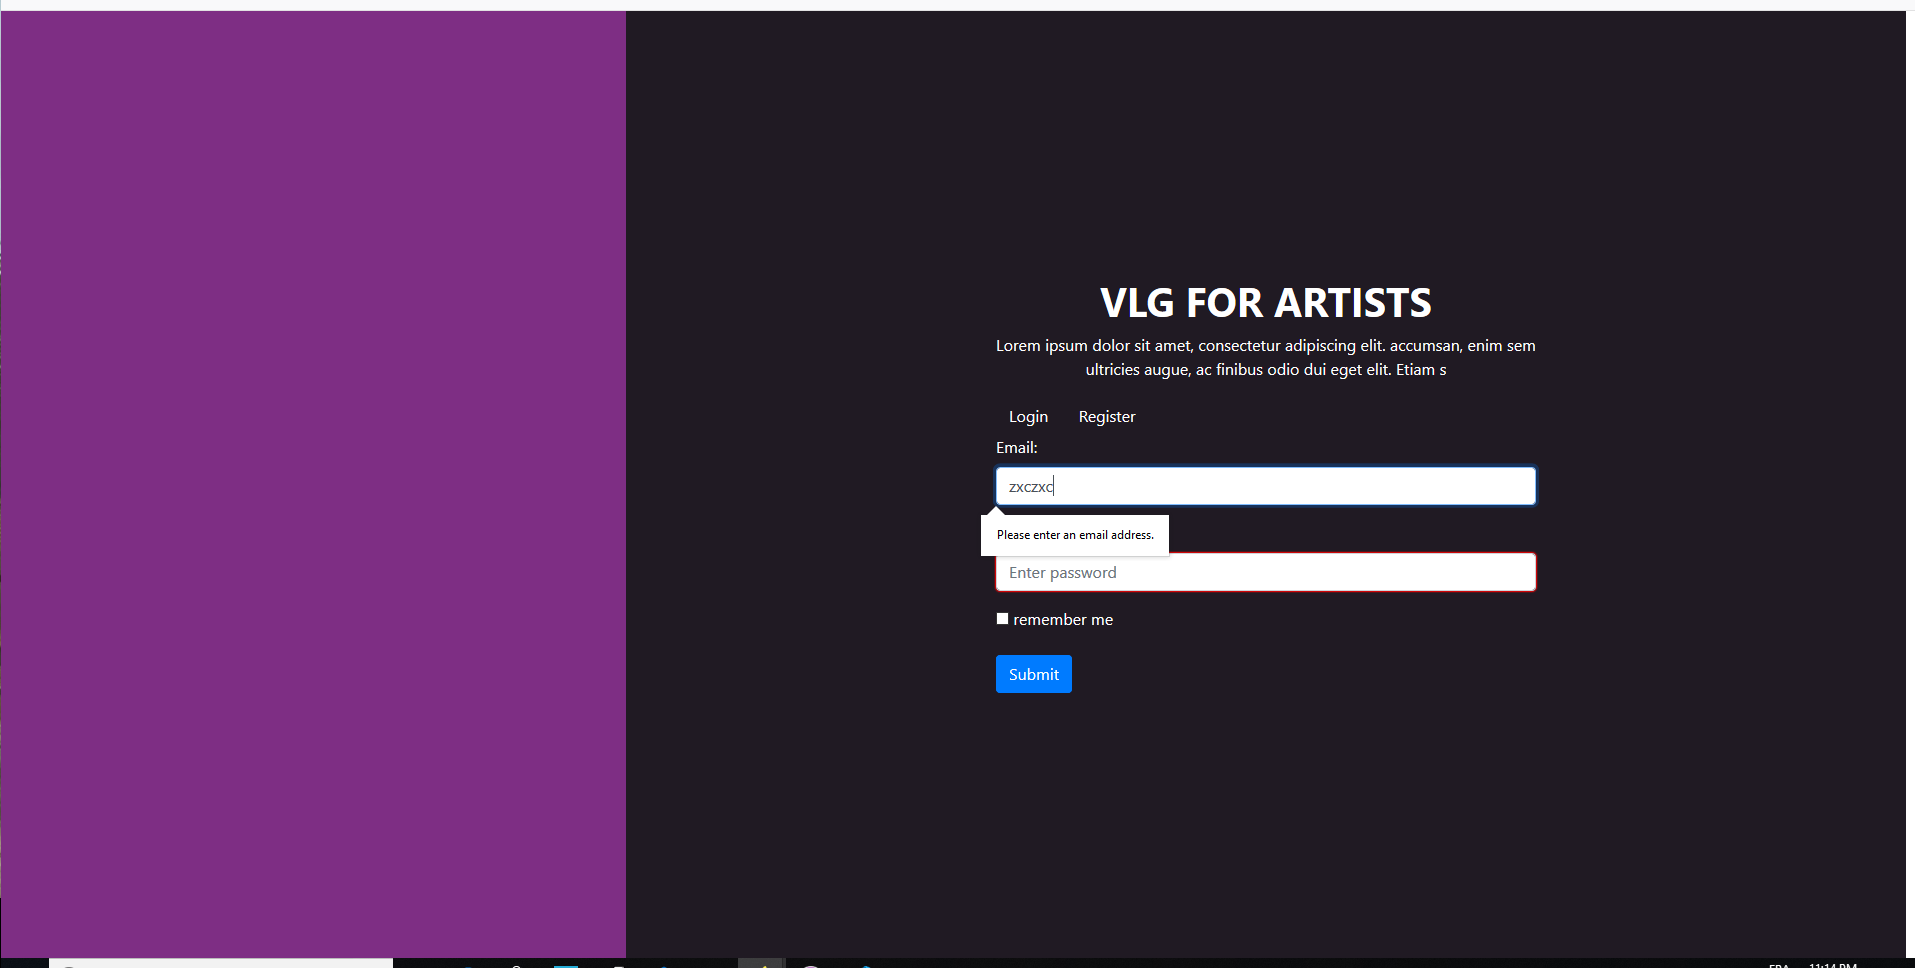 VLG FOR ARTISTS
Lorem ipsum dolor sit amet, consectetur adipiscing elit. accumsan, enim sem
ultricies augue, ac finibus odio dui eget elit. Etiam s
Login Register
Email:
zxczxc
Please enter an email address.
Enter password
remember me
Submit